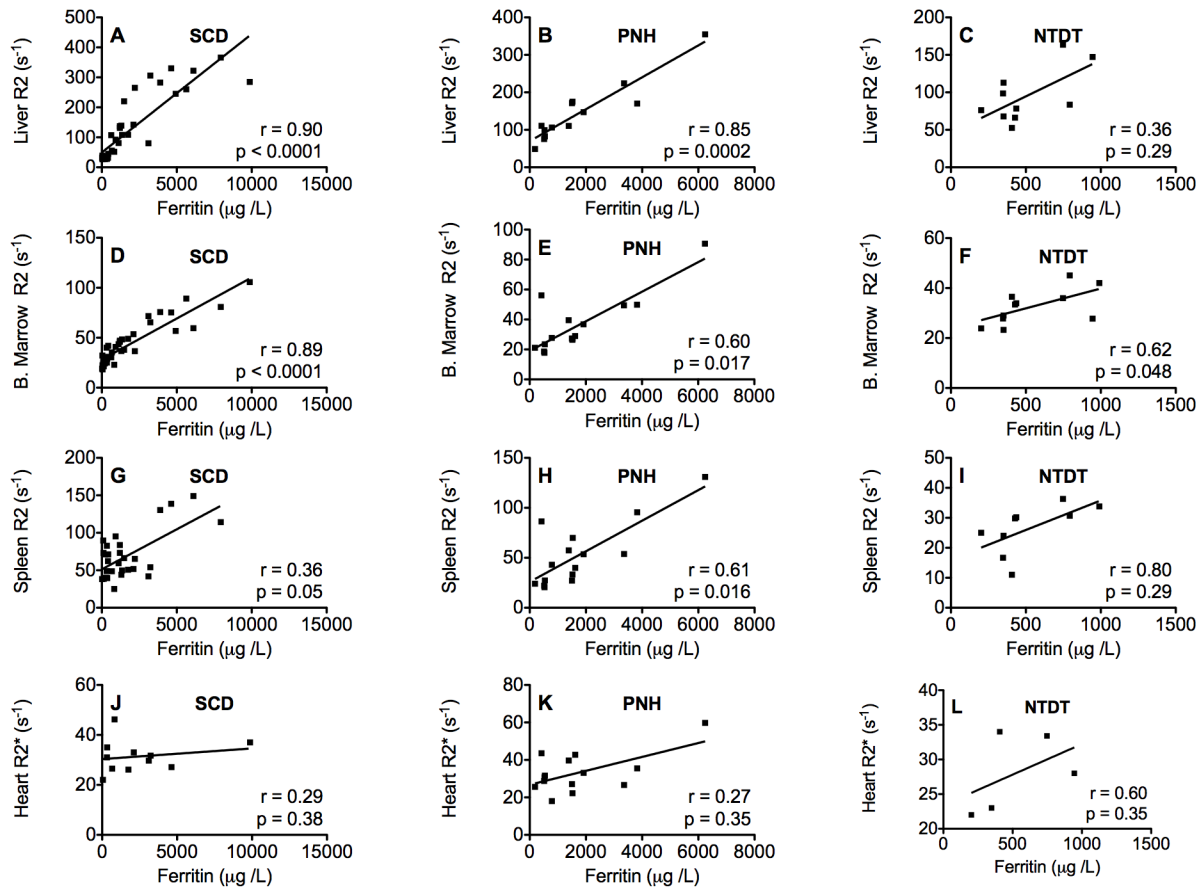 A SCD
500
400
300
200
100
0
Liver R2 (s⁻¹)
r = 0.90
p < 0.0001
0 5000 10000 15000
Ferritin (μg /L)
B PNH
400
300
200
100
0
Liver R2 (s⁻¹)
r = 0.85
p = 0.0002
0 2000 4000 6000 8000
Ferritin (μg /L)
C NTDT
200
150
100
50
0
Liver R2 (s⁻¹)
r = 0.36
p = 0.29
0 500 1000 1500
Ferritin (μg /L)
D SCD
150
100
50
0
B. Marrow R2 (s⁻¹)
r = 0.89
p < 0.0001
0 5000 10000 15000
Ferritin (μg /L)
E PNH
100
80
60
40
20
0
B. Marrow R2 (s⁻¹)
r = 0.60
p = 0.017
0 2000 4000 6000 8000
Ferritin (μg /L)
F NTDT
60
40
20
0
B. Marrow R2 (s⁻¹)
r = 0.62
p = 0.048
0 500 1000 1500
Ferritin (μg /L)
G SCD
200
150
100
50
0
Spleen R2 (s⁻¹)
r = 0.36
p = 0.05
0 5000 10000 15000
Ferritin (μg /L)
H PNH
150
100
50
0
Spleen R2 (s⁻¹)
r = 0.61
p = 0.016
0 2000 4000 6000 8000
Ferritin (μg /L)
I NTDT
80
60
40
20
0
Spleen R2 (s⁻¹)
r = 0.80
p = 0.29
0 500 1000 1500
Ferritin (μg /L)
J SCD
60
40
20
0
Heart R2* (s⁻¹)
r = 0.29
p = 0.38
0 2000 4000 6000 8000 10000 12000
Ferritin (μg /L)
K PNH
80
60
40
20
0
Heart R2* (s⁻¹)
r = 0.27
p = 0.35
0 2000 4000 6000 8000
Ferritin (μg /L)
L NTDT
40
35
30
25
20
Heart R2* (s⁻¹)
r = 0.60
p = 0.35
0 500 1000 1500
Ferritin (μg /L)